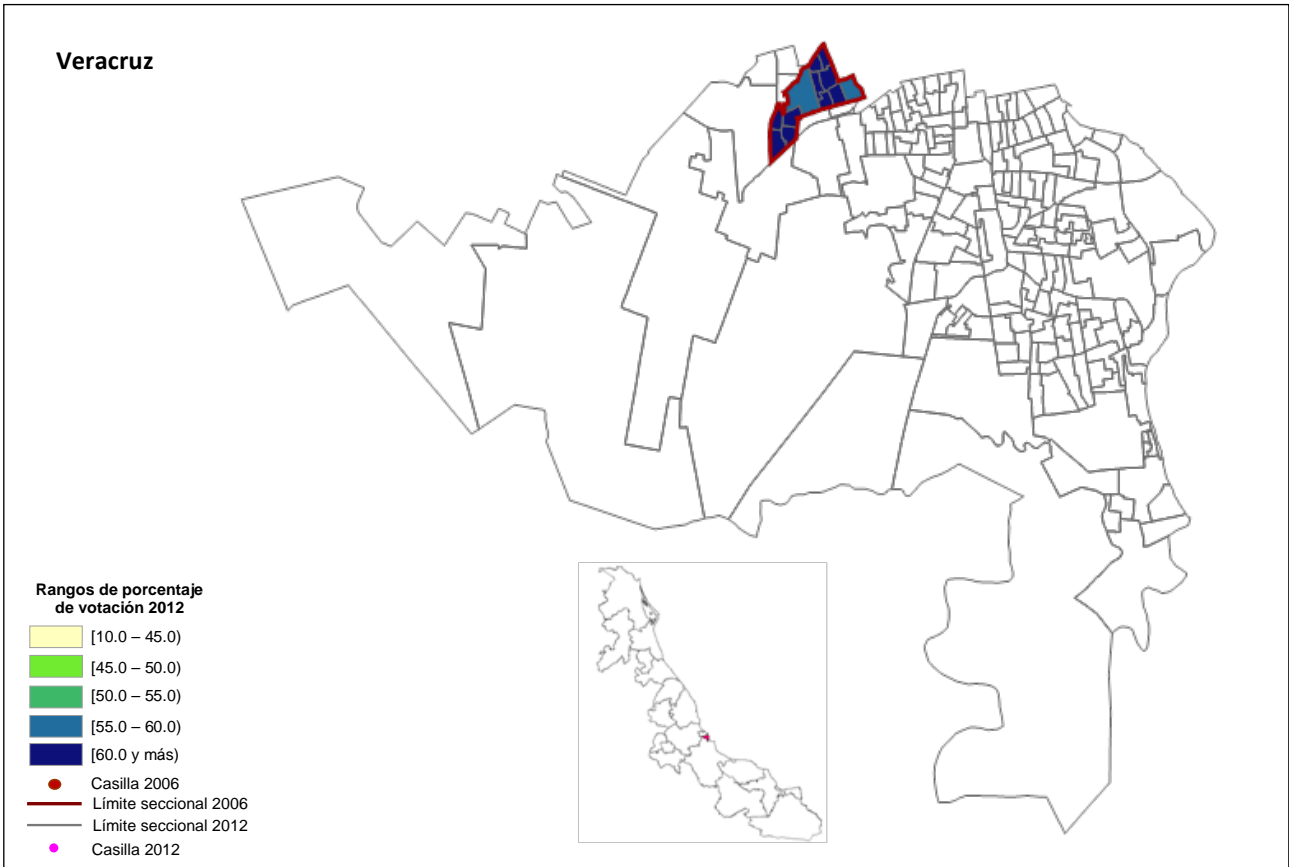 Veracruz
Rangos de porcentaje
de votación 2012
[10.0 – 45.0)
[45.0 – 50.0)
[50.0 – 55.0)
[55.0 – 60.0)
[60.0 y más)
Casilla 2006
Límite seccional 2006
Límite seccional 2012
Casilla 2012